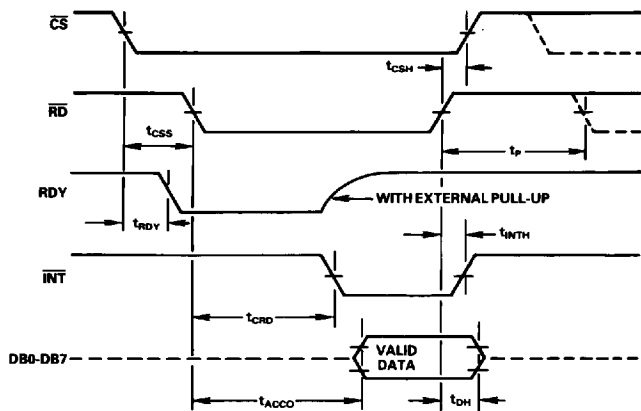 CS
tCSH
RD
tCSS
tP
RDY
WITH EXTERNAL PULL-UP
tRDY
tINTH
INT
tCRD
DB0-DB7
VALID
DATA
tACCO
tDH